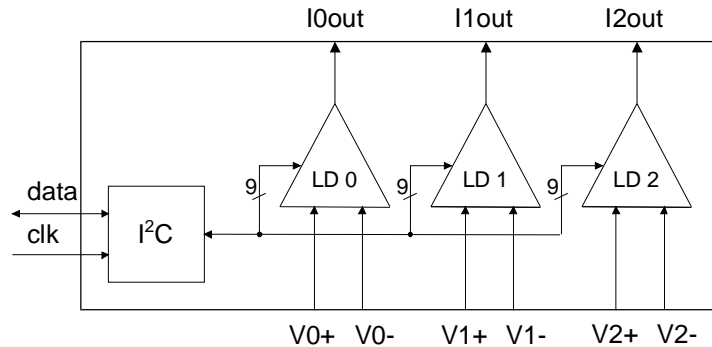 I0out I1out I2out
9 LD 0 9 LD 1 9 LD 2
data
I²C
clk
V0+ V0- V1+ V1- V2+ V2-